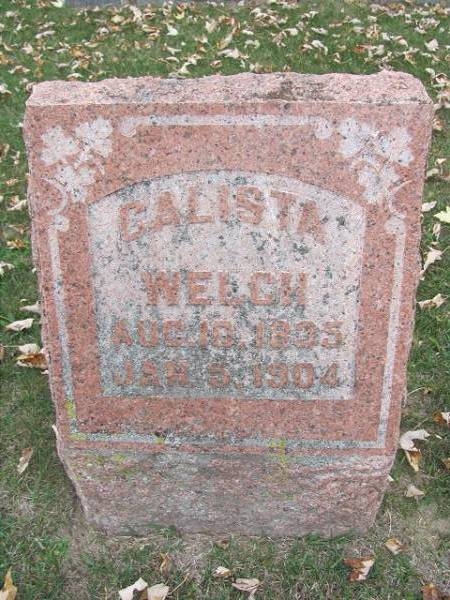 CALISTA
WELCH
AUG. 16, 1835
JAN. 5, 1904